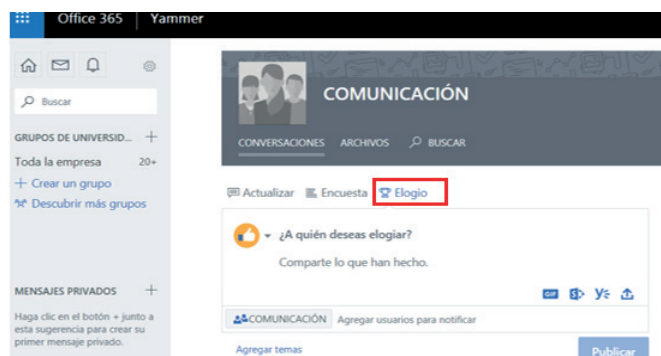 Office 365 Yammer
Buscar
GRUPOS DE UNIVERSID...
Toda la empresa 20+
Crear un grupo
Descubrir más grupos
MENSAJES PRIVADOS
Haga clic en el botón + junto a
esta sugerencia para crear su
primer mensaje privado.
COMUNICACIÓN
CONVERSACIONES ARCHIVOS BUSCAR
Actualizar Encuesta Elogio
¿A quién deseas elogiar?
Comparte lo que han hecho.
GIF
COMUNICACIÓN Agregar usuarios para notificar
Agregar temas Publicar